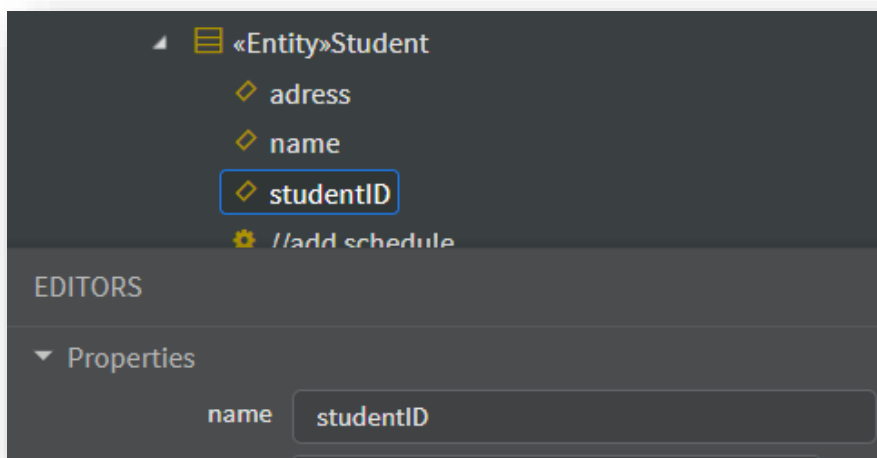 «Entity»Student
adress
name
studentID
//add schedule
EDITORS
Properties
name studentID